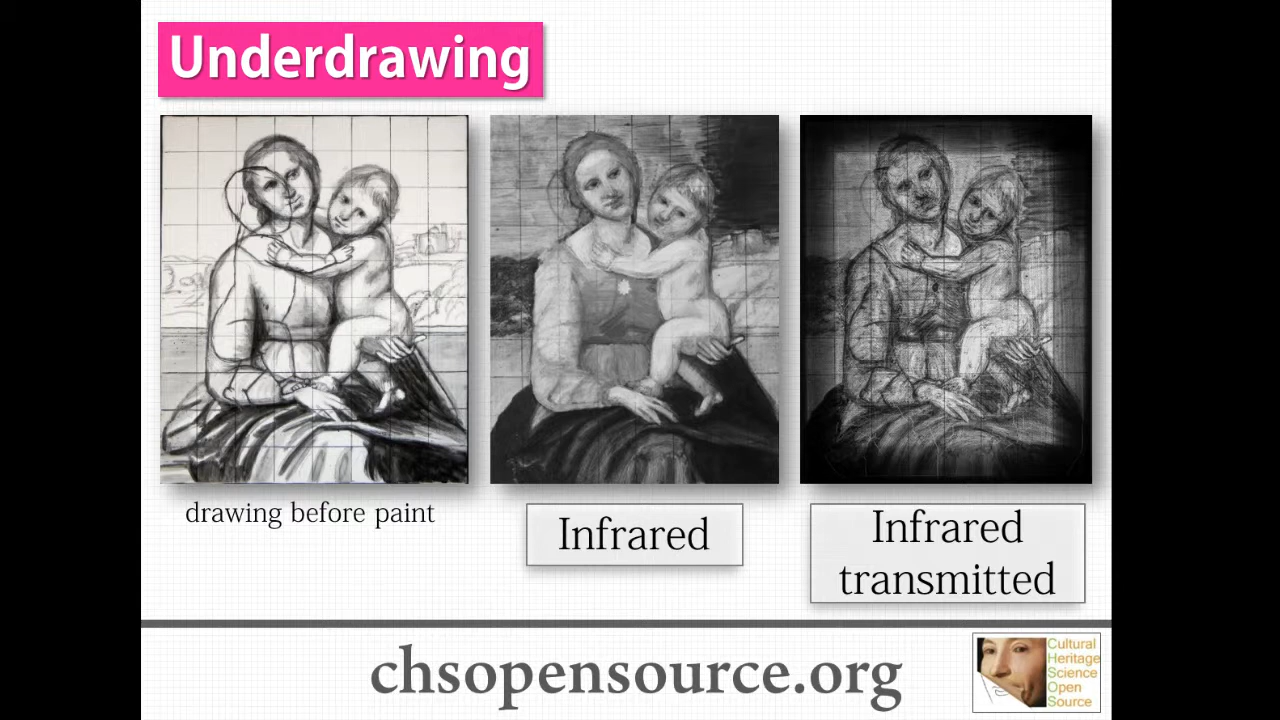 Underdrawing
drawing before paint
Infrared
Infrared
transmitted
chsopensource.org
Cultural
Heritage
Science
Open
Source